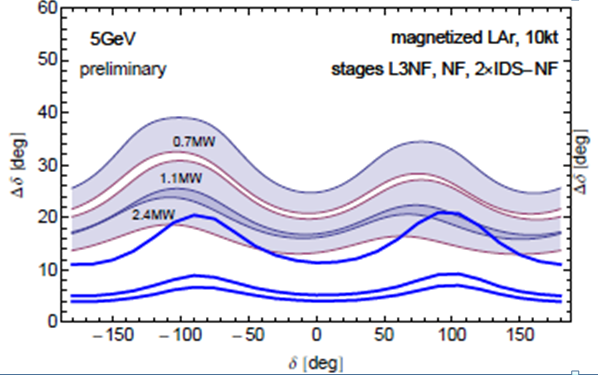 60
5GeV
magnetized LAr, 10kt
50
preliminary
stages L3NF, NF, 2×IDS−NF
40
0.7MW
Δδ [deg]
Δδ [deg]
30
1.1MW
20
2.4MW
10
0
−150 −100 −50 0 50 100 150
δ [deg]